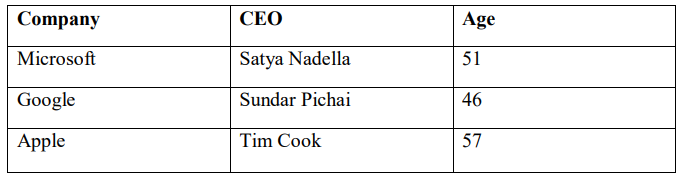 Company CEO Age
Microsoft Satya Nadella 51
Google Sundar Pichai 46
Apple Tim Cook 57